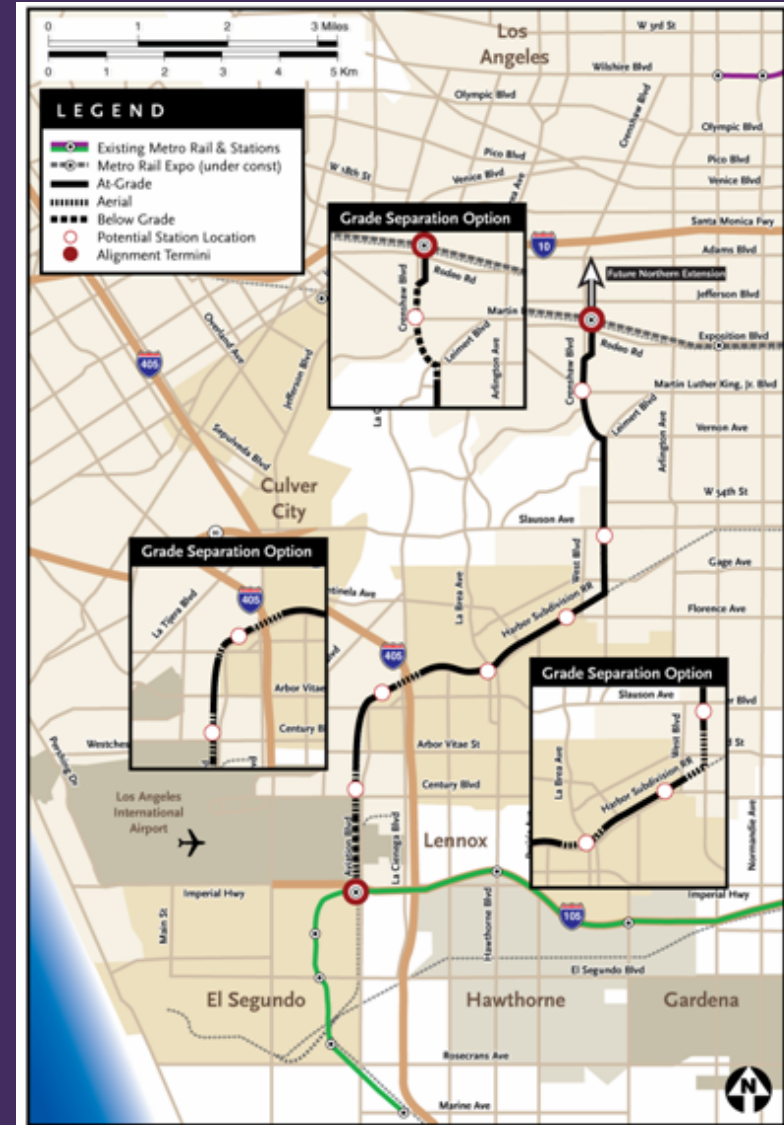 0 1 2 3 Miles
0 1 2 3 4 5 Km
LEGEND
Existing Metro Rail & Stations
Metro Rail Expo (under const)
At-Grade
Aerial
Below Grade
Potential Station Location
Alignment Termini
Los
Angeles
W 3rd St
Wilshire Blvd
Olympic Blvd
Crenshaw Blvd
Olympic Blvd
Pico Blvd
Pico Blvd
W 18th St
Venice Blvd
Venice Blvd
Santa Monica Fwy
10
Adams Blvd
Future Northern Extension
Jefferson Blvd
Exposition Blvd
Rodeo Rd
Crenshaw Blvd
Martin Luther King, Jr. Blvd
Leimert Blvd
Arlington Ave
Vernon Ave
W 54th St
Slauson Ave
West Blvd
Gage Ave
Harbor Subdivision RR
Florence Ave
La Brea Ave
Grade Separation Option
Rodeo Rd
Crenshaw Blvd
Leimert Blvd
Arlington Ave
Overland Ave
Jefferson Blvd
405
Sepulveda Blvd
Culver
City
Grade Separation Option
La Tijera Blvd
405
Arbor Vitae
Century B
405
Grade Separation Option
Slauson Ave
La Brea Ave
West Blvd
Harbor Subdivision RR
Normandie Ave
Arbor Vitae St
Century Blvd
Westches
Pershing Dr
Los Angeles
International
Airport
Aviation Blvd
La Cienega Blvd
Lennox
Imperial Hwy
Imperial Hwy
105
Main St
Hawthorne Blvd
El Segundo Blvd
El Segundo
Hawthorne
Gardena
Rosecrans Ave
Marine Ave
N